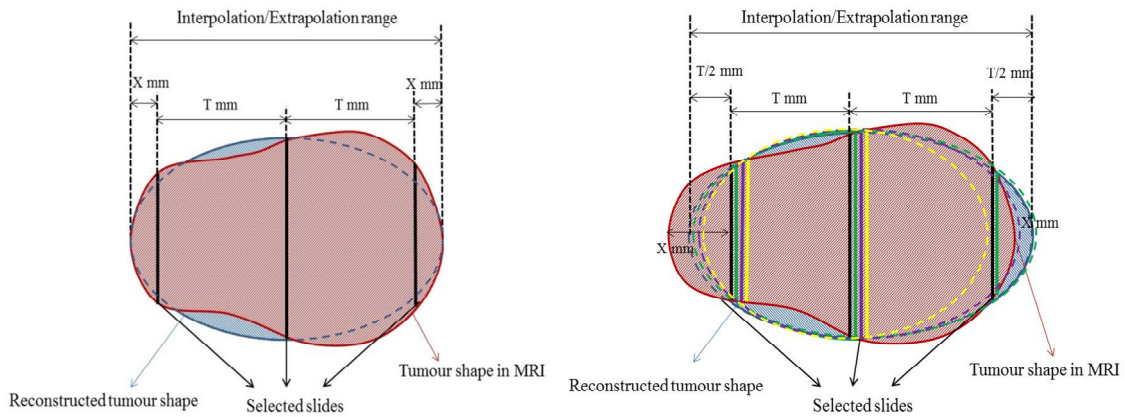 Interpolation/Extrapolation range
X mm
X mm
T mm
T mm
Reconstructed tumour shape
Selected slides
Tumour shape in MRI
Interpolation/Extrapolation range
T/2 mm
T/2 mm
T mm
T mm
X mm
X mm
Reconstructed tumour shape
Selected slides
Tumour shape in MRI